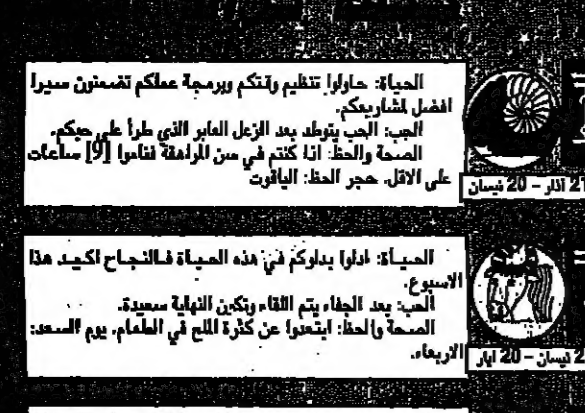 الحياة: حاولوا تنظيم وقتكم وبرمجة عملكم تضمنون سيرا
افضل لمشاريعكم.
الحب: الحب يتوطد بعد الزعل العابر الذي طرأ على حبكم.
الصحة والحظ: اذا كنتم في سن المراهقة فناموا [9] ساعات
على الاقل. حجر الحظ: الياقوت
21 آذار – 20 نيسان
الحياة: ادلوا بدلوكم في هذه الحياة فالنجاح اكيد هذا
الاسبوع.
الحب: بعد الجفاء يتم اللقاء وتكون النهاية سعيدة.
الصحة والحظ: ابتعدوا عن كثرة الملح في الطعام. يوم السعد:
الاربعاء.
نيسان – 20 ايار